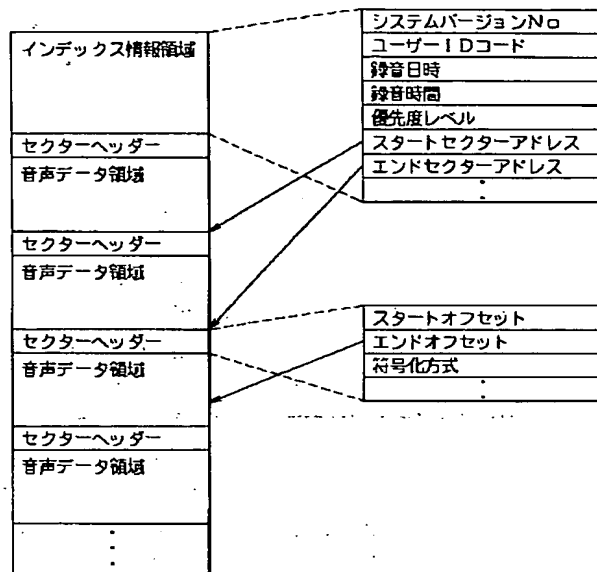 インデックス情報領域
セクターヘッダー
音声データ領域
セクターヘッダー
音声データ領域
セクターヘッダー
音声データ領域
セクターヘッダー
音声データ領域
システムバージョンNo
ユーザーIDコード
録音日時
録音時間
優先度レベル
スタートセクターアドレス
エンドセクターアドレス
スタートオフセット
エンドオフセット
符号化方式